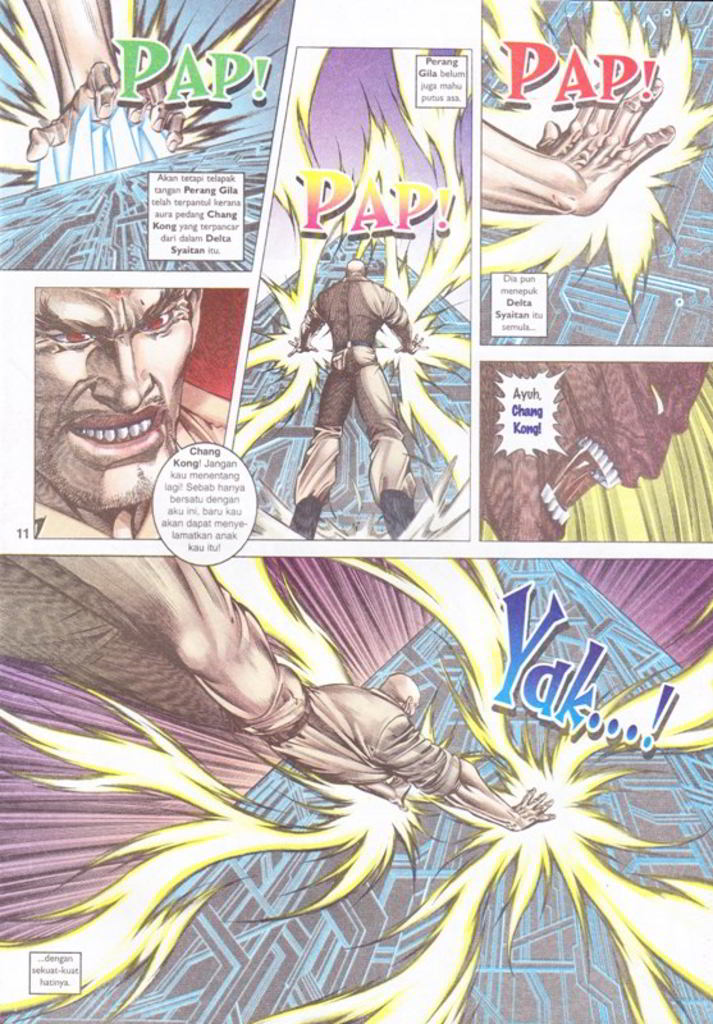 PAP!
Akan tetapi telapak
tangan Perang Gila
telah terpantul kerana
aura pedang Chang
Kong yang terpancar
dari dalam Delta
Syaitan itu.
Perang
Gila belum
juga mahu
putus asa.
PAP!
PAP!
Dia pun
menepuk
Delta
Syaitan itu
semula...
Chang
Kong! Jangan
kau menentang
lagi! Sebab hanya
bersatu dengan
aku ini, baru kau
akan dapat menye-
lamatkan anak
kau itu!
Ayuh,
Chang
Kong!
11
Yak....!
...dengan
sekuat-kuat
hatinya.